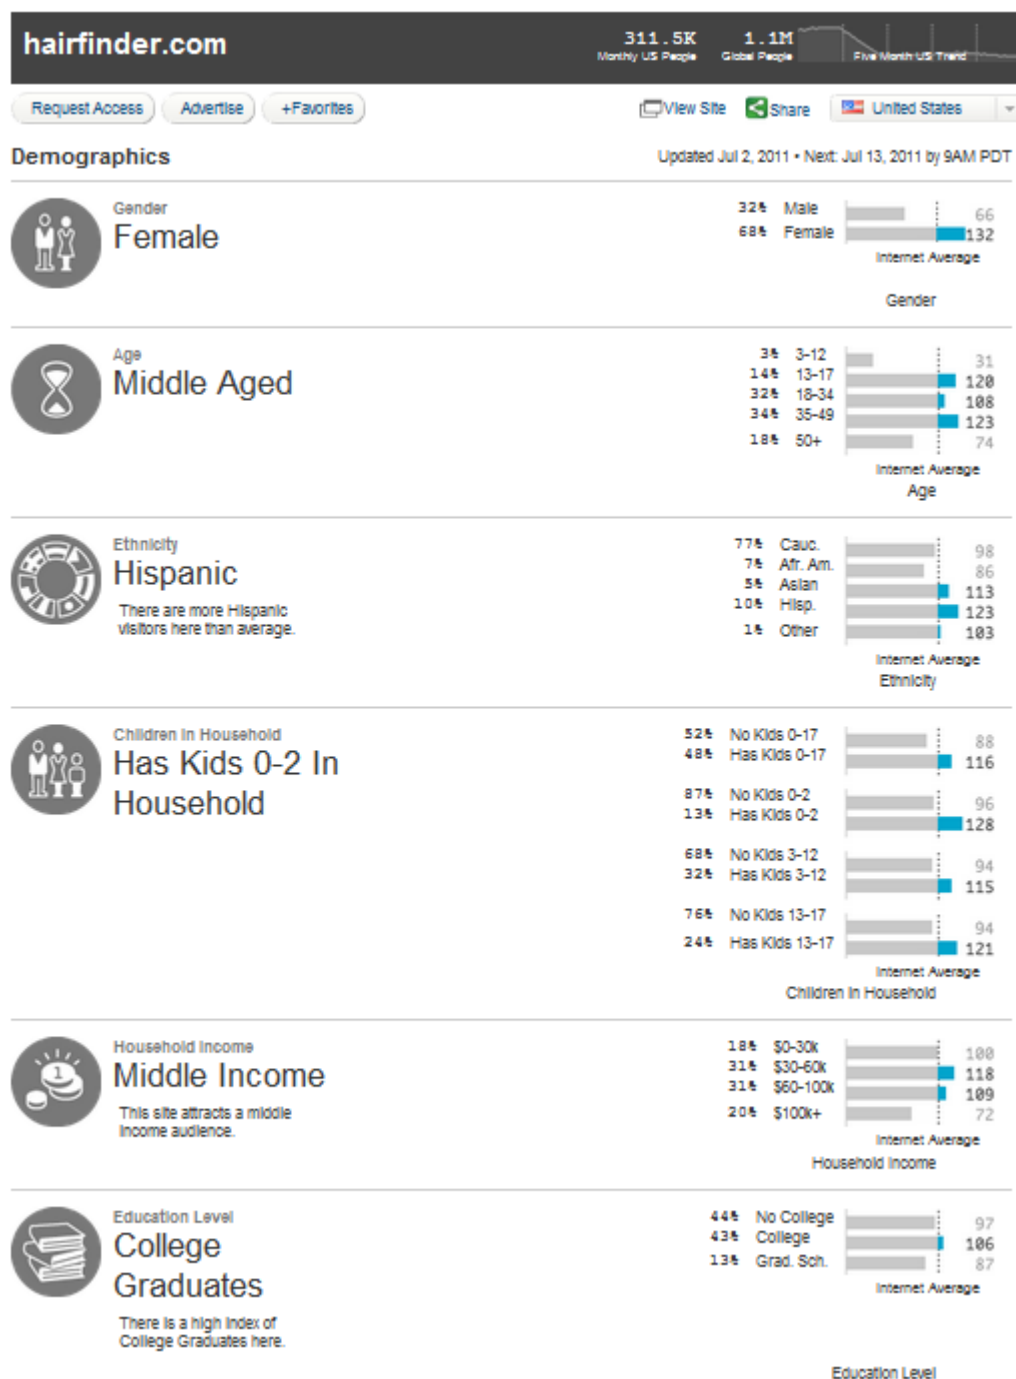 hairfinder.com
311.5K 1.1M
Monthly US People Global People Five Month US Trend
Request Access Advertise +Favorites View Site Share United States
Demographics Updated Jul 2, 2011 • Next: Jul 13, 2011 by 9AM PDT
Gender
Female
32% Male 66
68% Female 132
Internet Average
Gender
Age
Middle Aged
3% 3-12 31
14% 13-17 120
32% 18-34 108
34% 35-49 123
18% 50+ 74
Internet Average
Age
Ethnicity
Hispanic
There are more Hispanic
visitors here than average.
77% Cauc. 98
7% Afr. Am. 86
5% Asian 113
10% Hisp. 123
1% Other 103
Internet Average
Ethnicity
Children in Household
Has Kids 0-2 In
Household
52% No Kids 0-17 88
48% Has Kids 0-17 116
87% No Kids 0-2 96
13% Has Kids 0-2 128
68% No Kids 3-12 94
32% Has Kids 3-12 115
76% No Kids 13-17 94
24% Has Kids 13-17 121
Internet Average
Children in Household
Household Income
Middle Income
This site attracts a middle
income audience.
18% $0-30k 100
31% $30-60k 118
31% $60-100k 109
20% $100k+ 72
Internet Average
Household Income
Education Level
College
Graduates
There is a high index of
College Graduates here.
44% No College 97
43% College 106
13% Grad. Sch. 87
Internet Average
Education Level